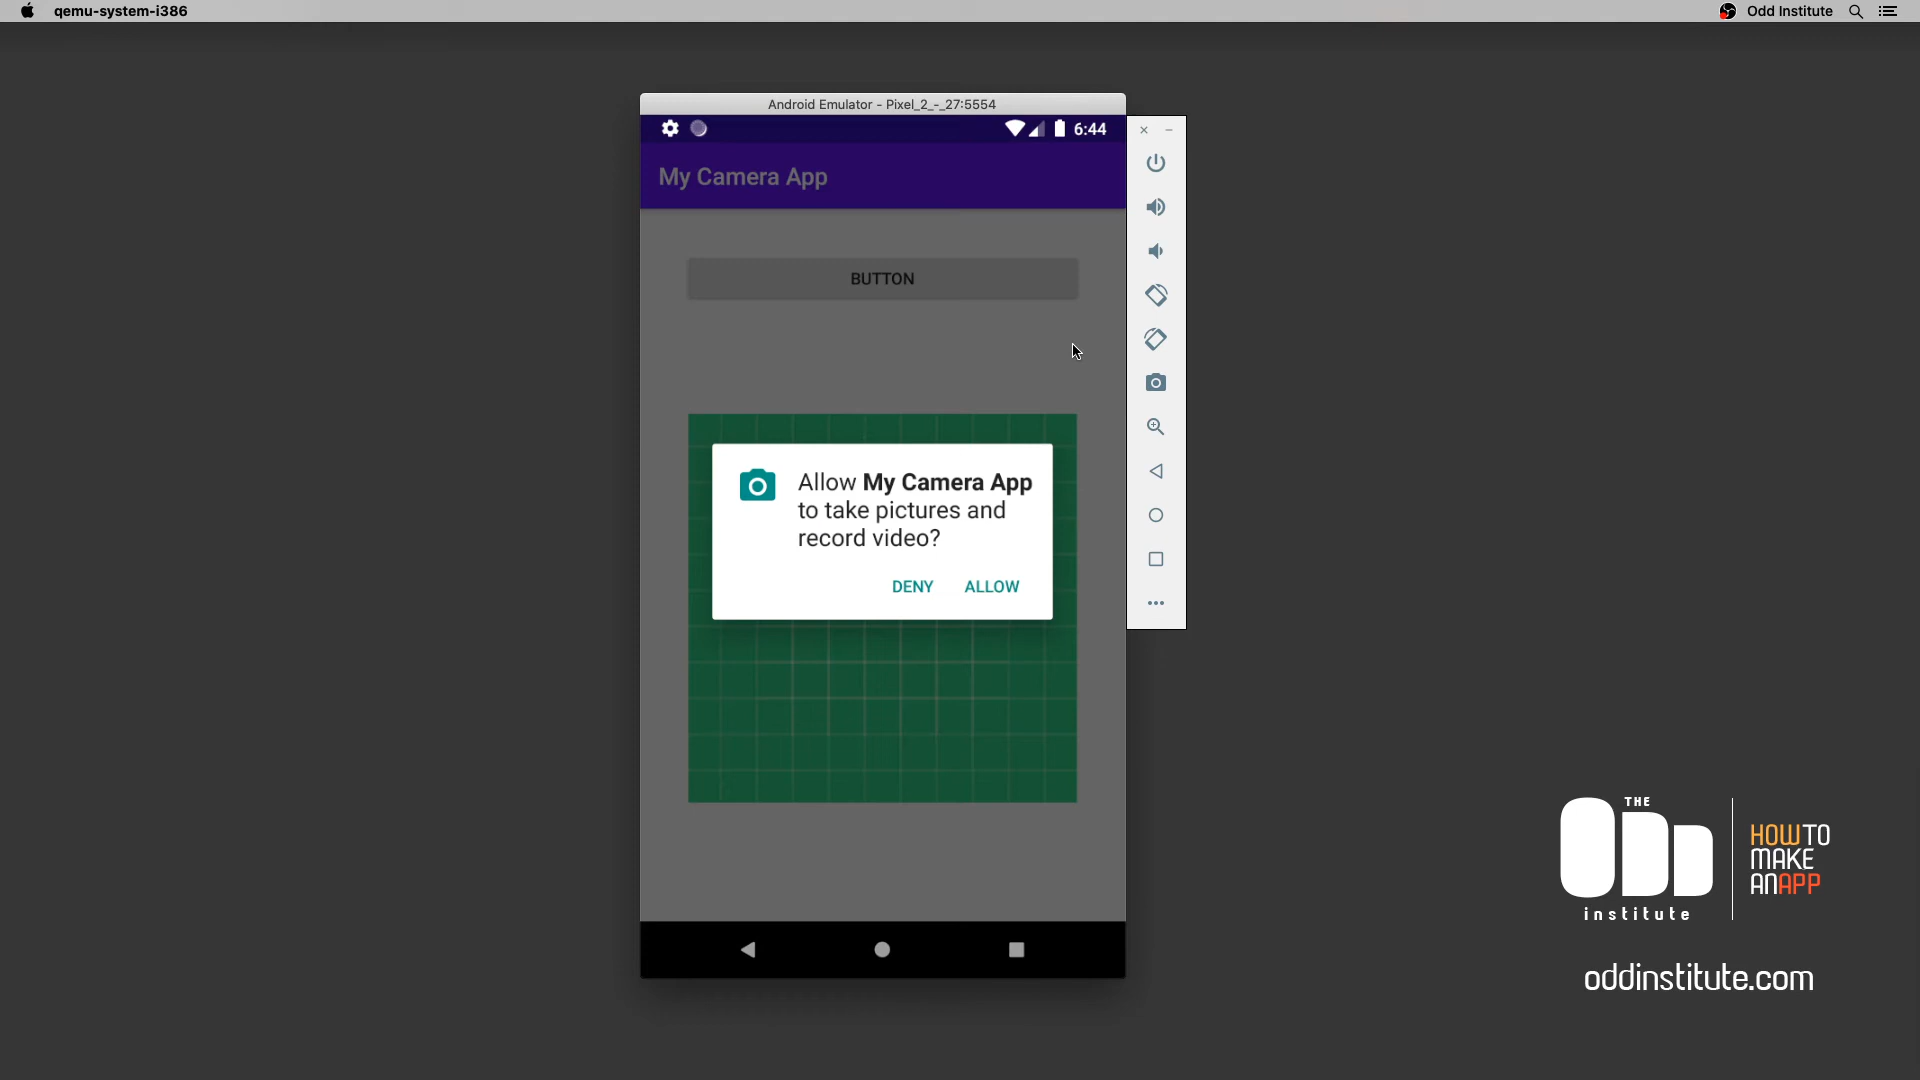 qemu-system-i386
Odd Institute
Android Emulator - Pixel_2_-_27:5554
6:44
My Camera App
BUTTON
Allow My Camera App
to take pictures and
record video?
DENY ALLOW
THE
ODD
institute
HOWTO
MAKE
ANAPP
oddinstitute.com